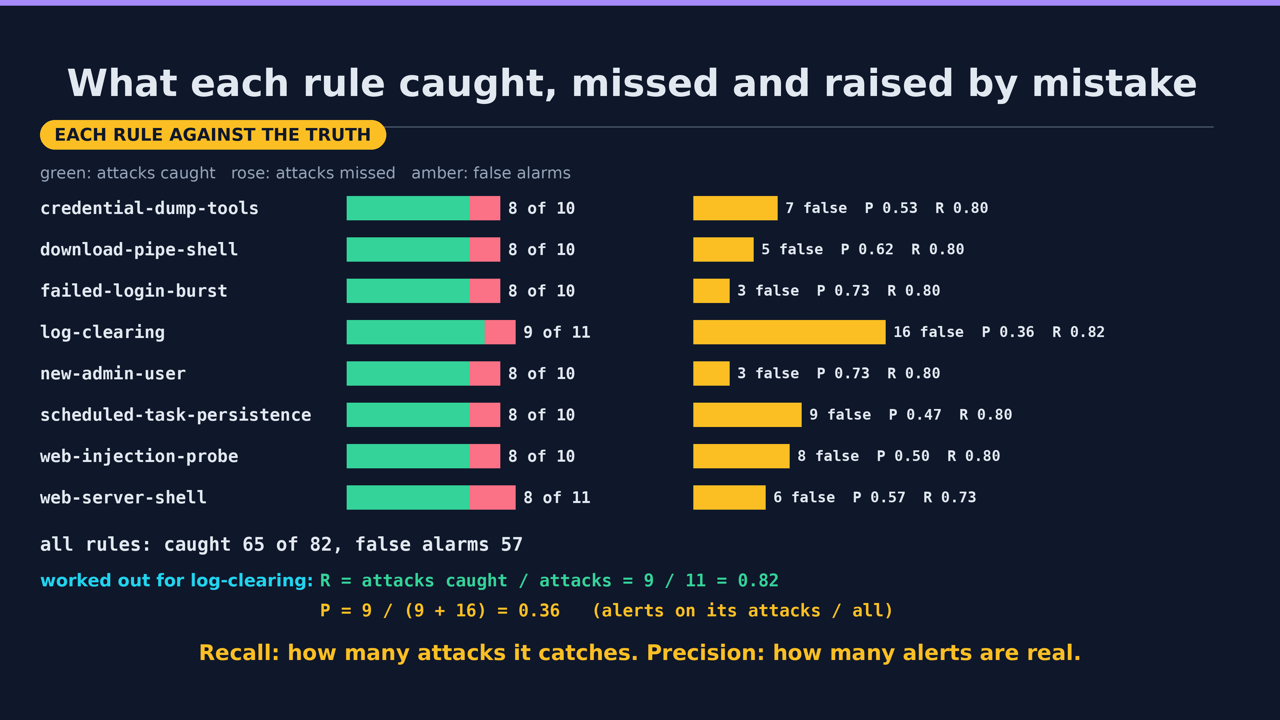 What each rule caught, missed and raised by mistake
EACH RULE AGAINST THE TRUTH
green: attacks caught   rose: attacks missed   amber: false alarms
credential-dump-tools 8 of 10 7 false  P 0.53  R 0.80
download-pipe-shell 8 of 10 5 false  P 0.62  R 0.80
failed-login-burst 8 of 10 3 false  P 0.73  R 0.80
log-clearing 9 of 11 16 false  P 0.36  R 0.82
new-admin-user 8 of 10 3 false  P 0.73  R 0.80
scheduled-task-persistence 8 of 10 9 false  P 0.47  R 0.80
web-injection-probe 8 of 10 8 false  P 0.50  R 0.80
web-server-shell 8 of 11 6 false  P 0.57  R 0.73
all rules: caught 65 of 82, false alarms 57
worked out for log-clearing: R = attacks caught / attacks = 9 / 11 = 0.82
P = 9 / (9 + 16) = 0.36   (alerts on its attacks / all)
Recall: how many attacks it catches. Precision: how many alerts are real.